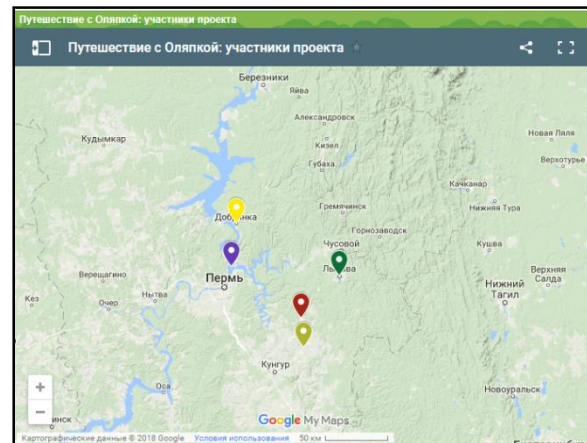 Путешествие с Оляпкой: участники проекта
Путешествие с Оляпкой: участники проекта
Березники
Яйва
Александровск
Кудымкар
Кизел
Новая Ляля
Губаха
Верхотурье
Качканар
Гремячинск
Нижняя Тура
Добрянка
Горнозаводск
Чусовой
Кушва
Лысьва
Верещагино
Пермь
Верхняя Салда
Нытва
Нижний Тагил
Кез
Очер
Кунгур
Оса
Новоуральск
+
−
Google My Maps
Картографические данные © 2018 Google Условия использования 50 км